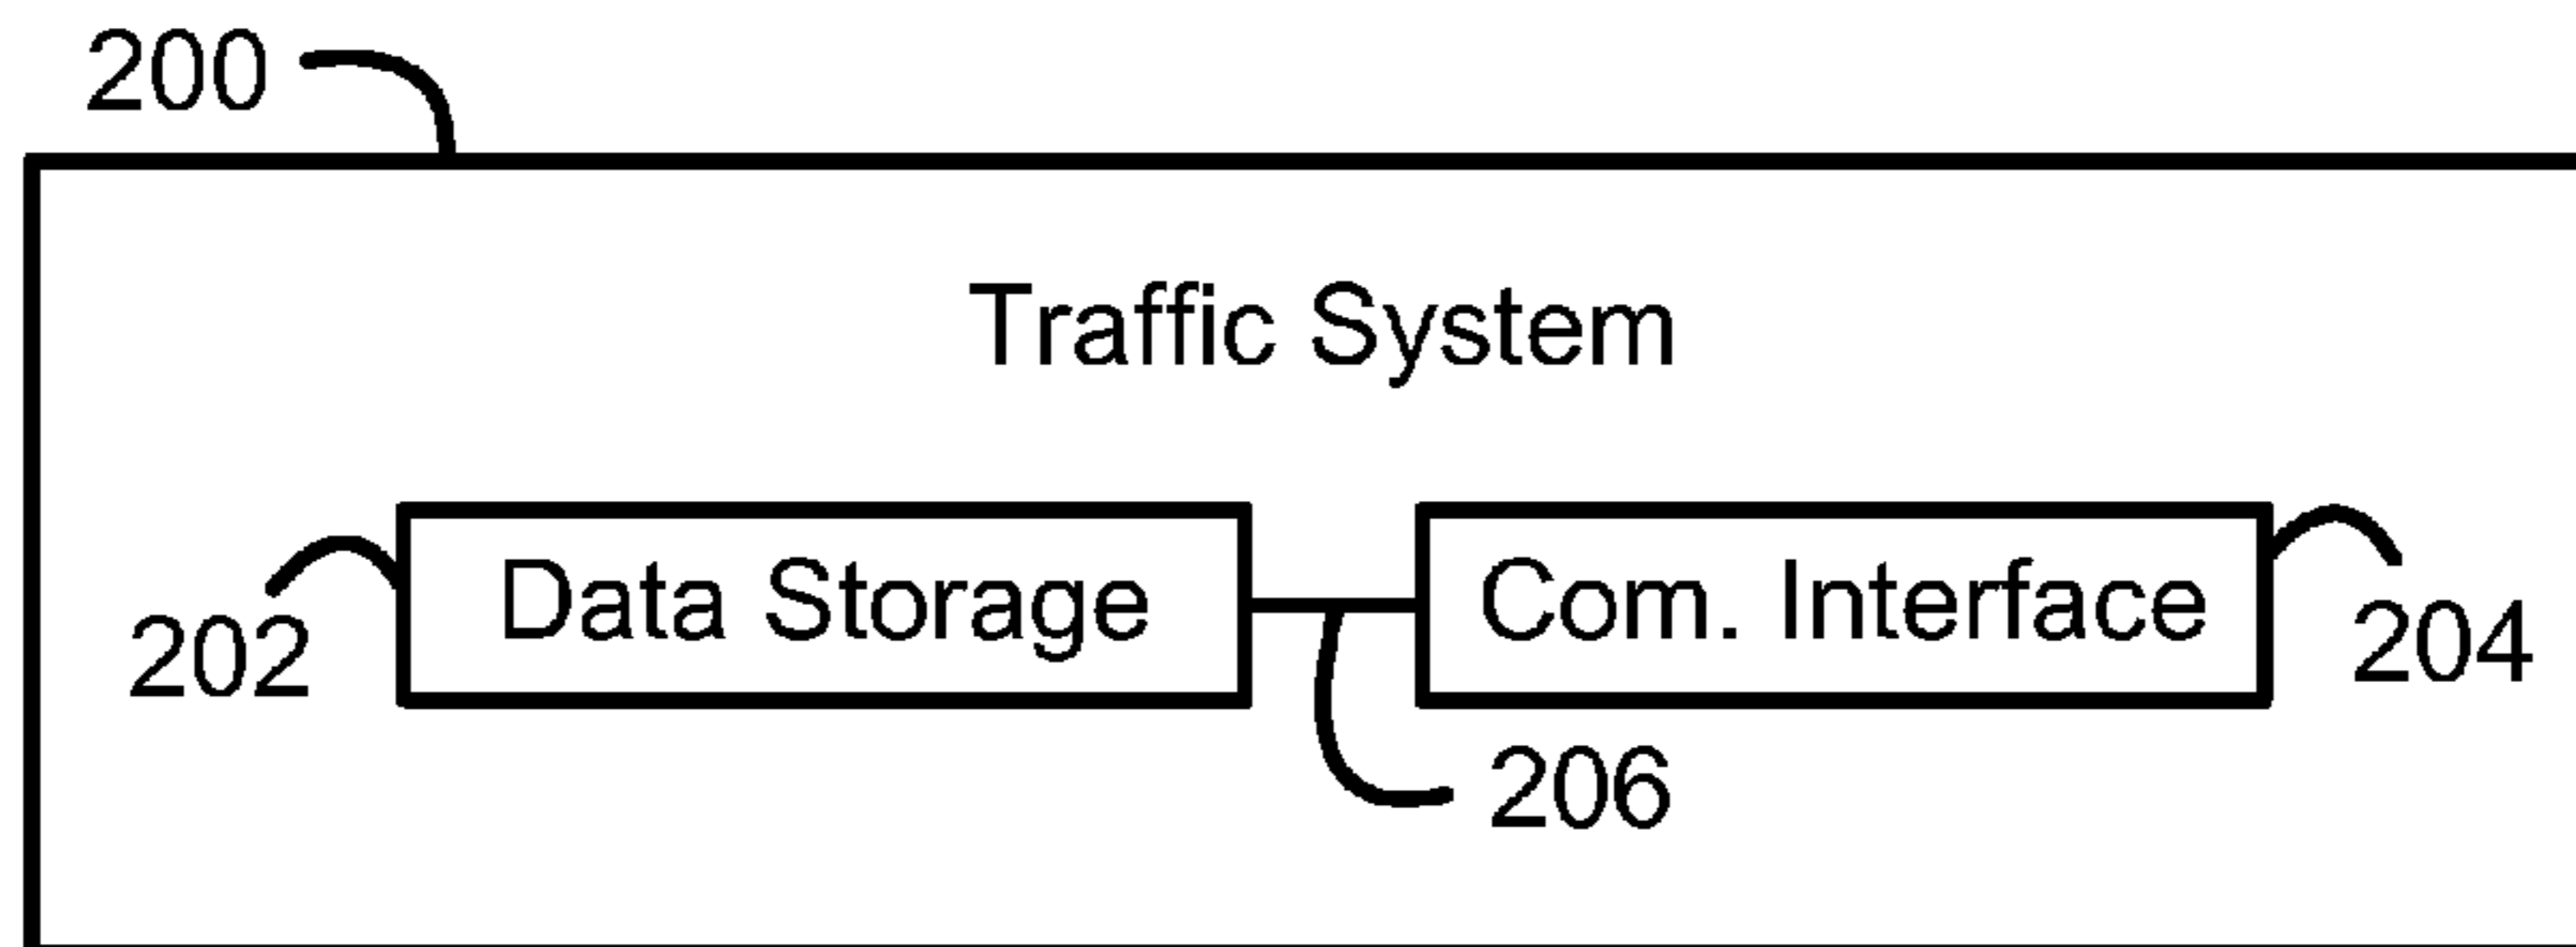 200
Traffic System
Data Storage
Com. Interface
202
204
206